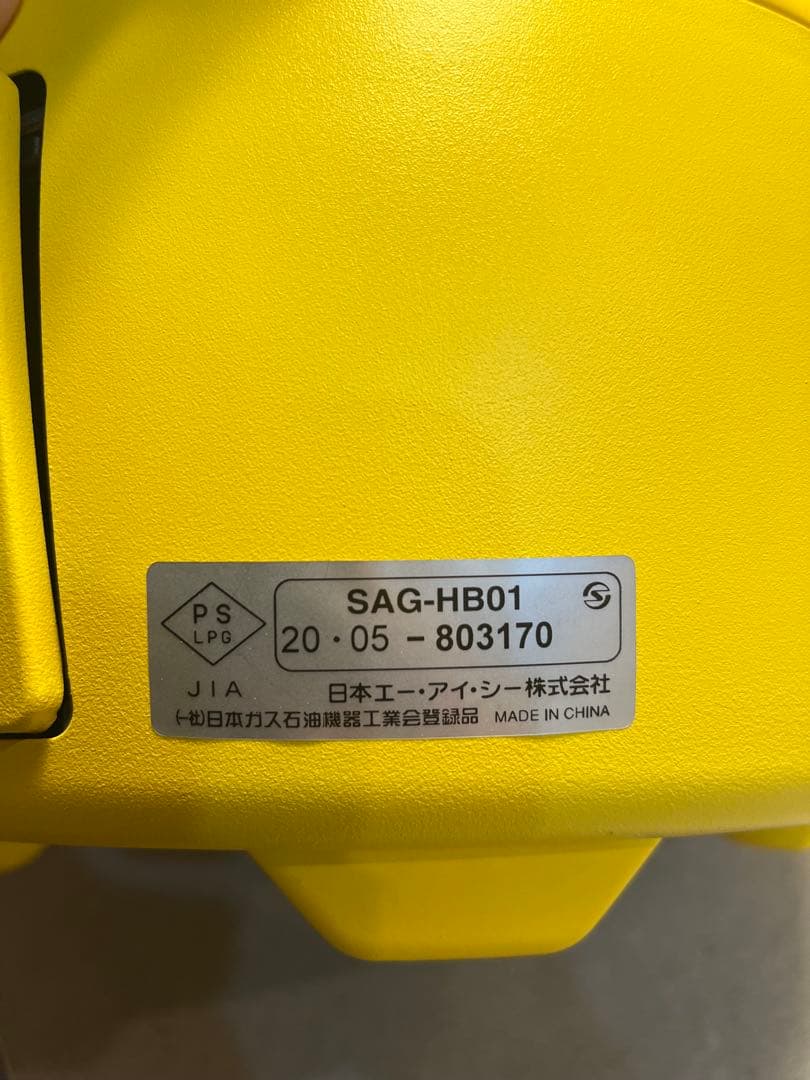 PS
LPG
SAG-HB01
20・05-803170
JIA 日本エー・アイ・シー株式会社
(一社)日本ガス石油機器工業会登録品 MADE IN CHINA